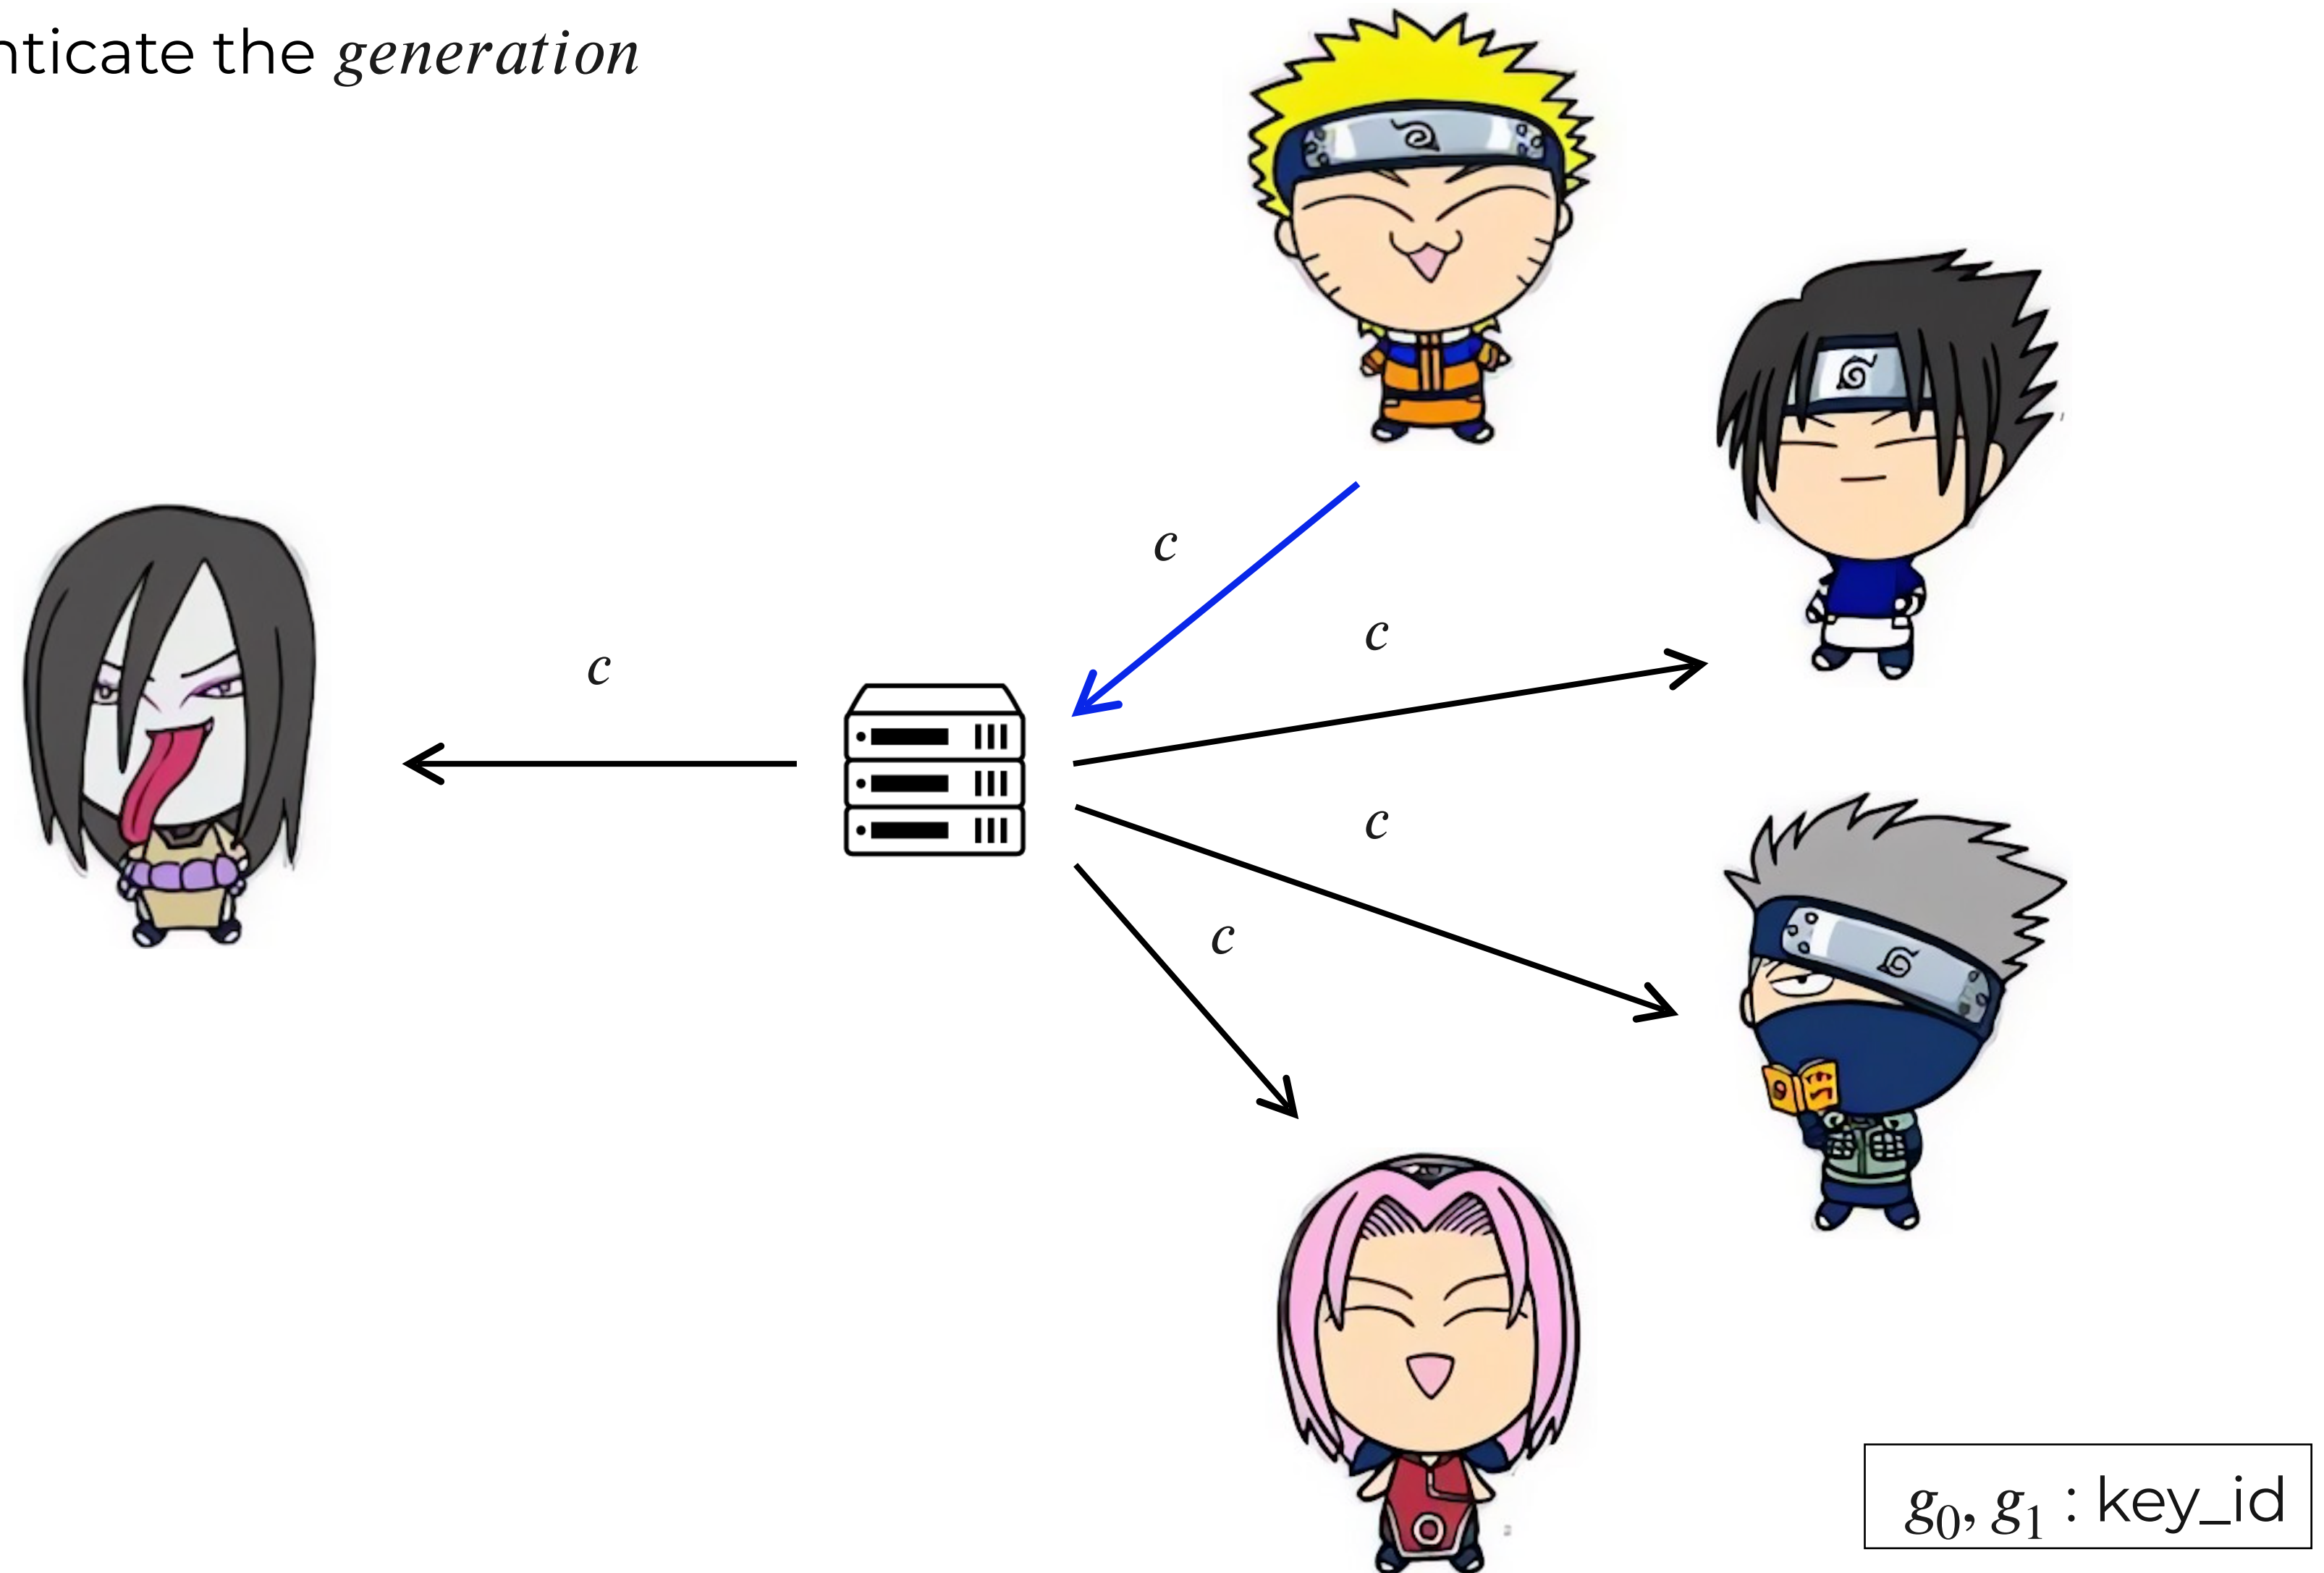 nticate the generation
c
c
c
c
c
g₀, g₁ : key_id